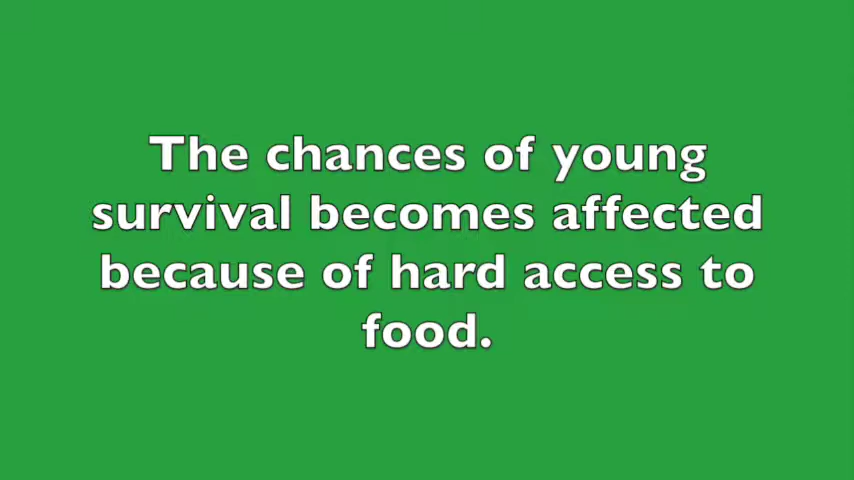 The chances of young
survival becomes affected
because of hard access to
food.